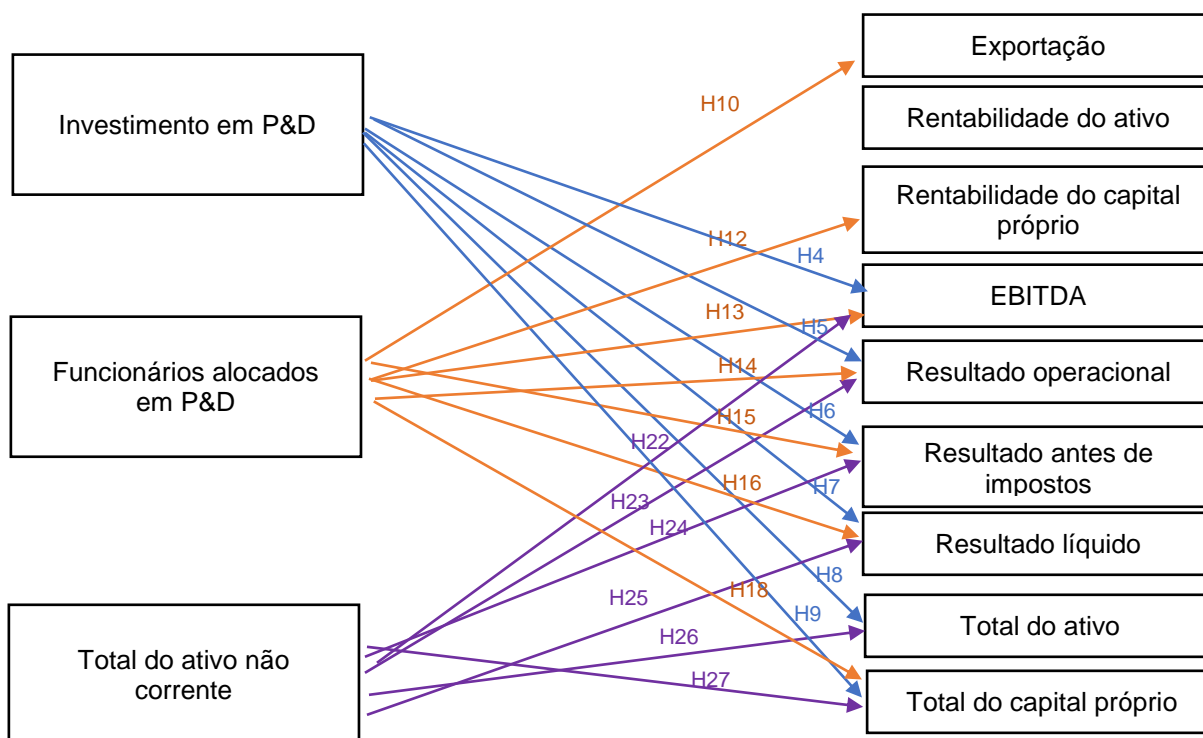 Exportação
Investimento em P&D
H10
Rentabilidade do ativo
Rentabilidade do capital
próprio
H12
H4
EBITDA
H13
H5
Funcionários alocados
em P&D
H14
Resultado operacional
H15
H6
H22
Resultado antes de
impostos
H16
H7
H23
H24
Resultado líquido
H8
H25
H18
H9
Total do ativo
H26
Total do ativo não
corrente
H27
Total do capital próprio